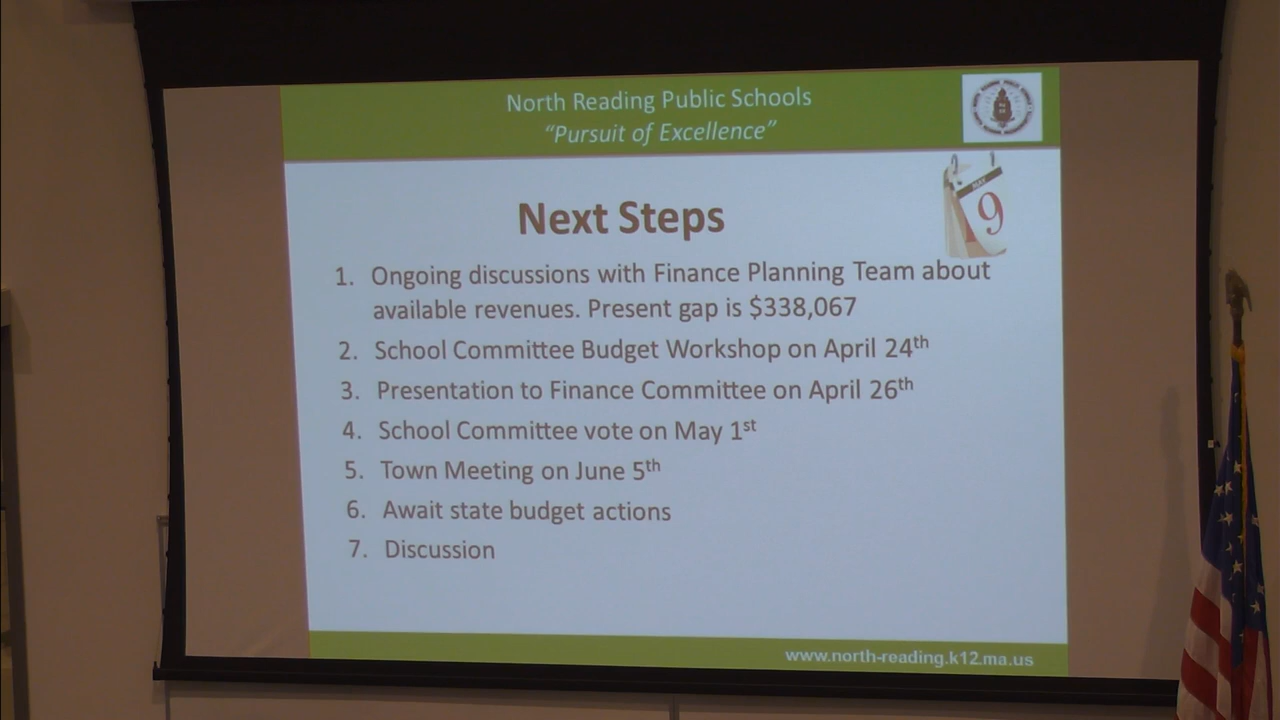 North Reading Public Schools
"Pursuit of Excellence"
MAY
9
Next Steps
1. Ongoing discussions with Finance Planning Team about
available revenues. Present gap is $338,067
2. School Committee Budget Workshop on April 24th
3. Presentation to Finance Committee on April 26th
4. School Committee vote on May 1st
5. Town Meeting on June 5th
6. Await state budget actions
7. Discussion
www.north-reading.k12.ma.us